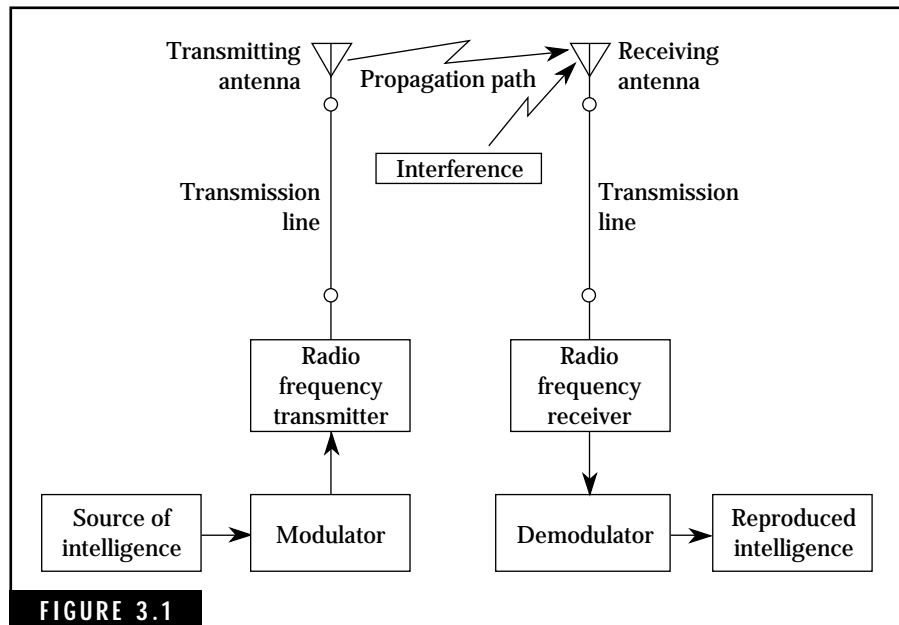 Transmitting
antenna
Propagation path
Receiving
antenna
Interference
Transmission
line
Transmission
line
Radio
frequency
transmitter
Radio
frequency
receiver
Source of
intelligence
Modulator
Demodulator
Reproduced
intelligence
FIGURE 3.1